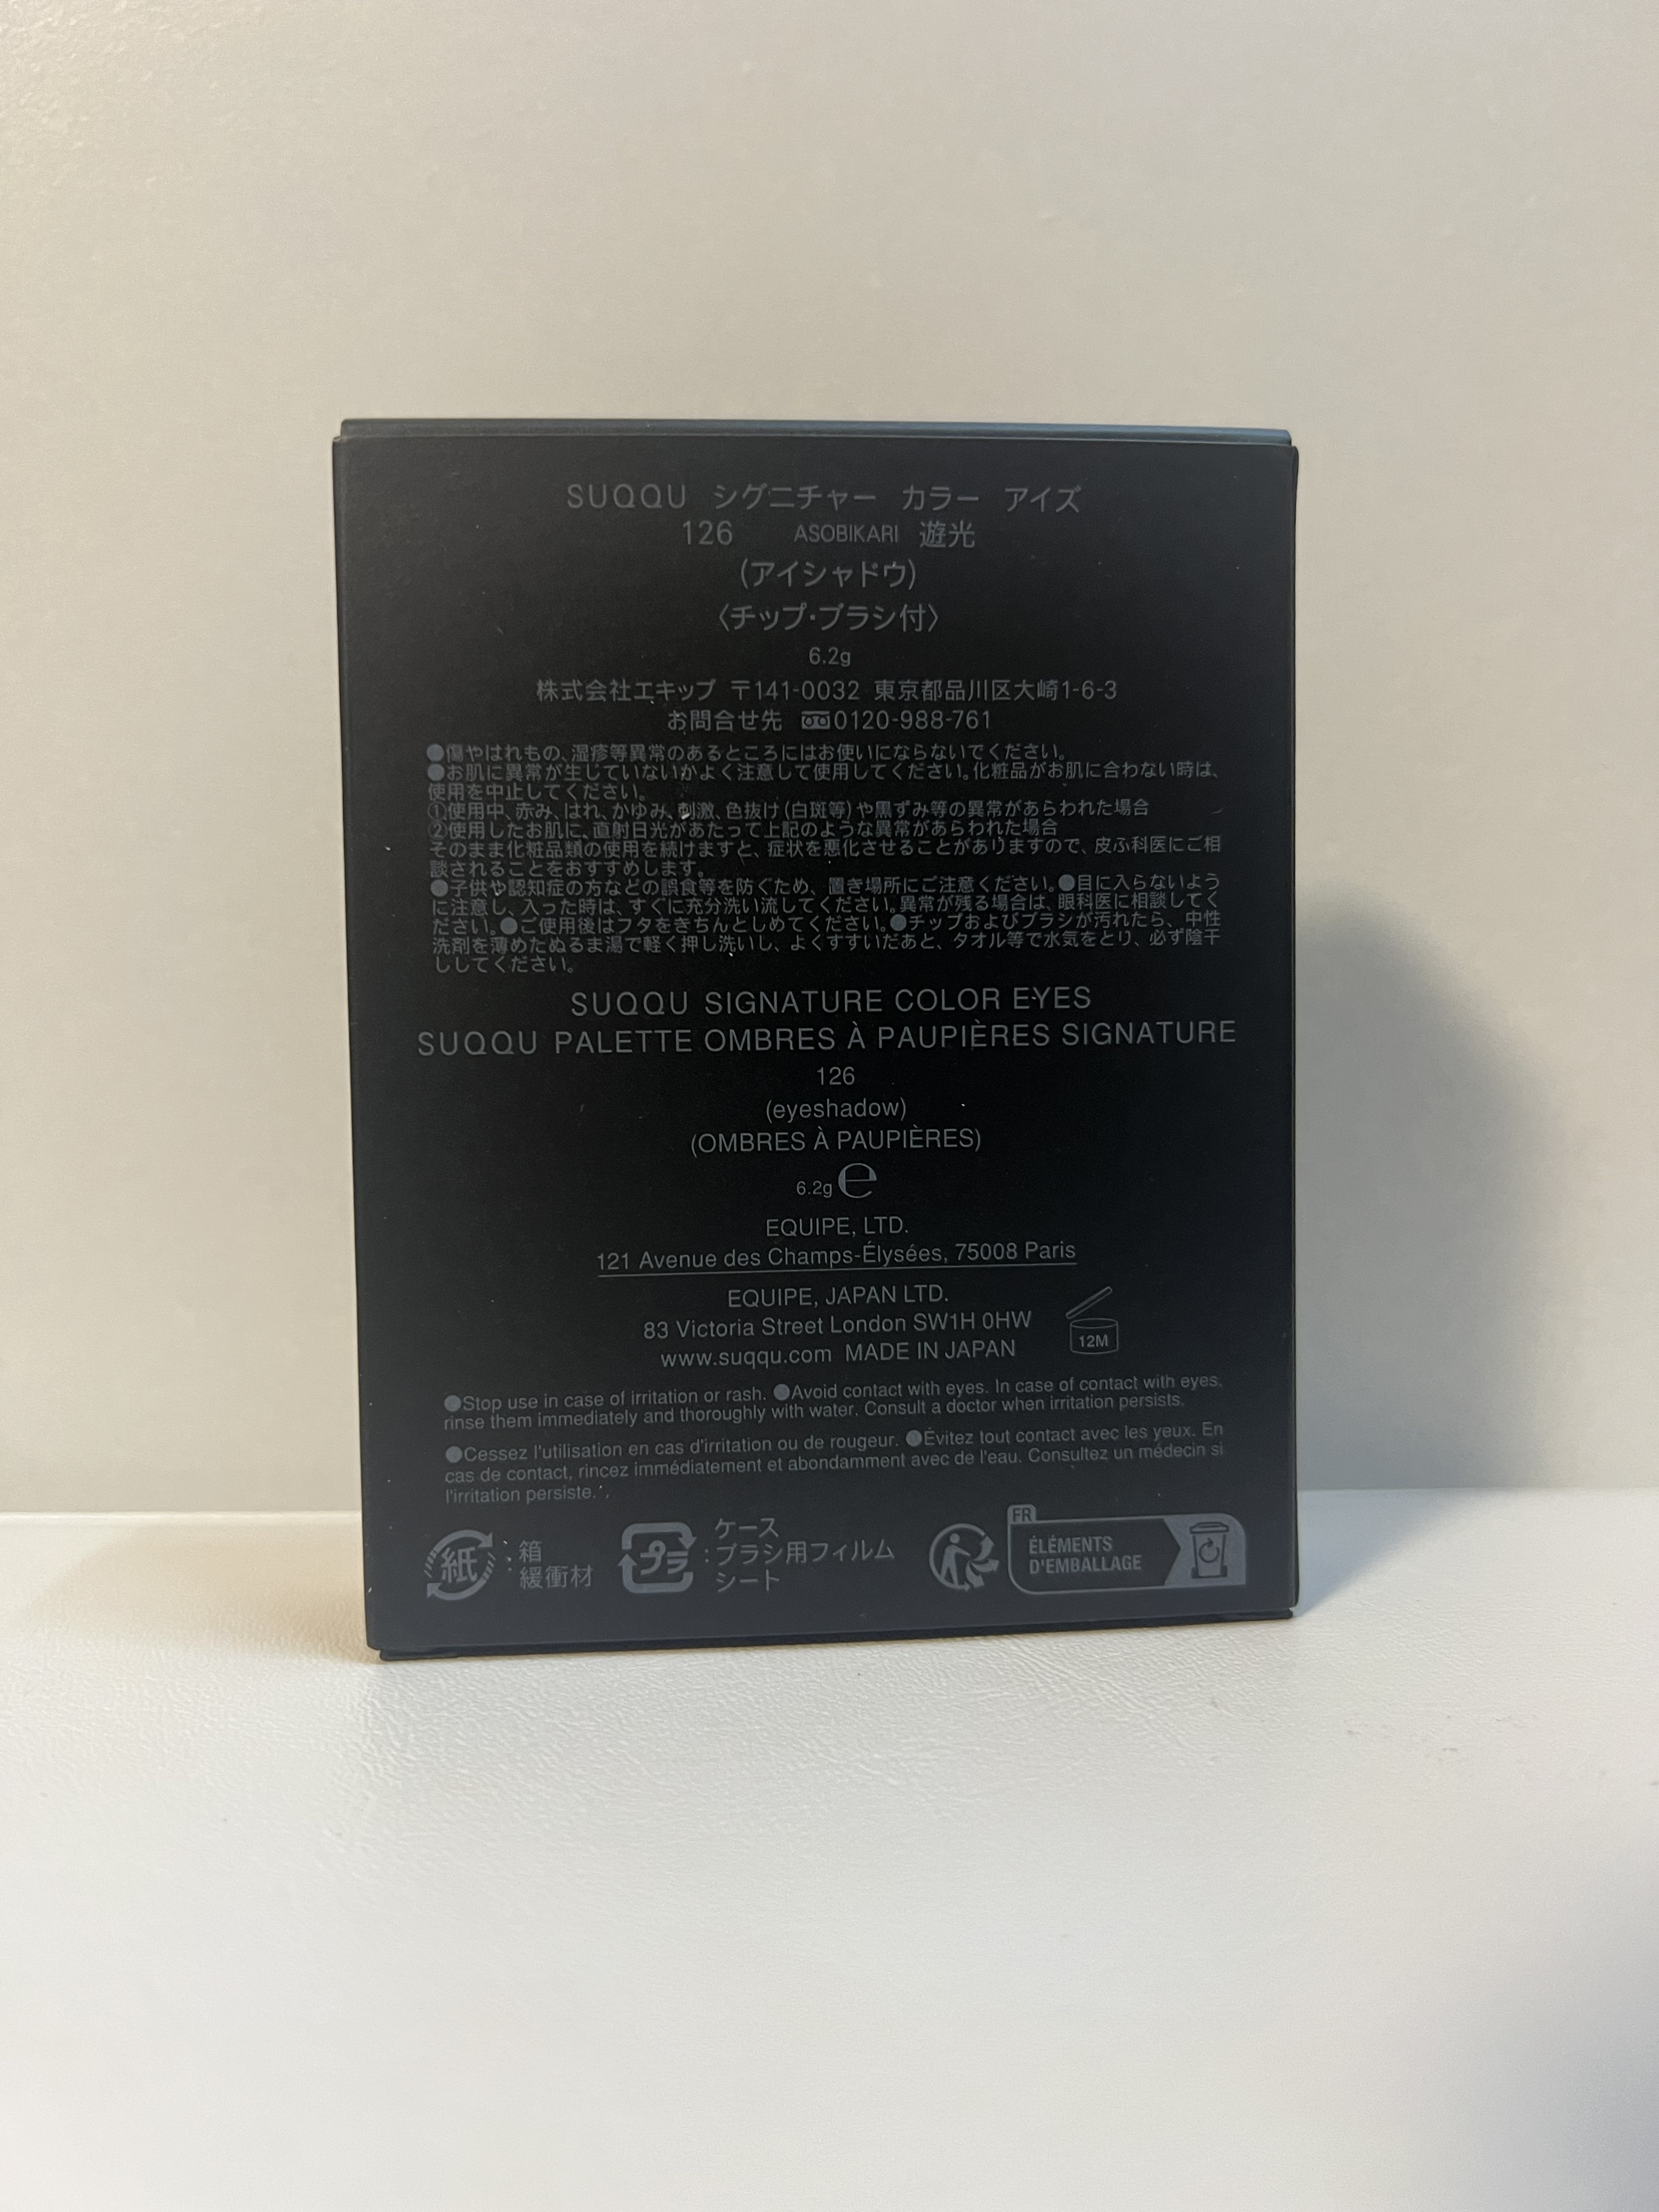 SUQQU シグニチャー カラー アイズ
126 ASOBIKARI 遊光
(アイシャドウ)
〈チップ・ブラシ付〉
6.2g
株式会社エキップ 〒141-0032 東京都品川区大崎1-6-3
お問合せ先 0120-988-761
●傷やはれもの、湿疹等異常のあるところにはお使いにならないでください。
●お肌に異常が生じていないかよく注意して使用してください。化粧品がお肌に合わない時は、
使用を中止してください。
①使用中、赤み、はれ、かゆみ、刺激、色抜け(白斑等)や黒ずみ等の異常があらわれた場合
②使用したお肌に、直射日光があたって上記のような異常があらわれた場合
そのまま化粧品類の使用を続けますと、症状を悪化させることがありますので、皮ふ科医にご相
談されることをおすすめします。
●子供や認知症の方などの誤食等を防ぐため、置き場所にご注意ください。●目に入らないよう
に注意し、入った時は、すぐに充分洗い流してください。異常が残る場合は、眼科医に相談してく
ださい。●ご使用後はフタをきちんとしめてください。●チップおよびブラシが汚れたら、中性
洗剤を薄めたぬるま湯で軽く押し洗いし、よくすすいだあと、タオル等で水気をとり、必ず陰干
ししてください。
SUQQU SIGNATURE COLOR EYES
SUQQU PALETTE OMBRES À PAUPIÈRES SIGNATURE
126
(eyeshadow)
(OMBRES À PAUPIÈRES)
6.2g ℮
EQUIPE, LTD.
121 Avenue des Champs-Élysées, 75008 Paris
EQUIPE, JAPAN LTD.
83 Victoria Street London SW1H 0HW
www.suqqu.com MADE IN JAPAN
12M
●Stop use in case of irritation or rash. ●Avoid contact with eyes. In case of contact with eyes,
rinse them immediately and thoroughly with water. Consult a doctor when irritation persists.
●Cessez l'utilisation en cas d'irritation ou de rougeur. ●Évitez tout contact avec les yeux. En
cas de contact, rincez immédiatement et abondamment avec de l'eau. Consultez un médecin si
l'irritation persiste.
紙 : 箱
緩衝材
プラ : ケース
ブラシ用フィルム
シート
FR
ÉLÉMENTS
D'EMBALLAGE